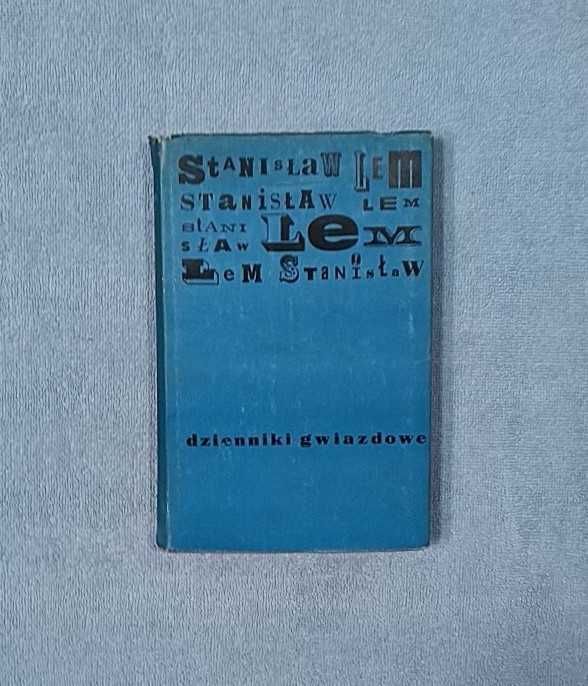 StANIsŁaW LEM
STanisŁAW LEM
StANI
sŁAW LeM
LeM STaNisŁaW
dzienniki gwiazdowe